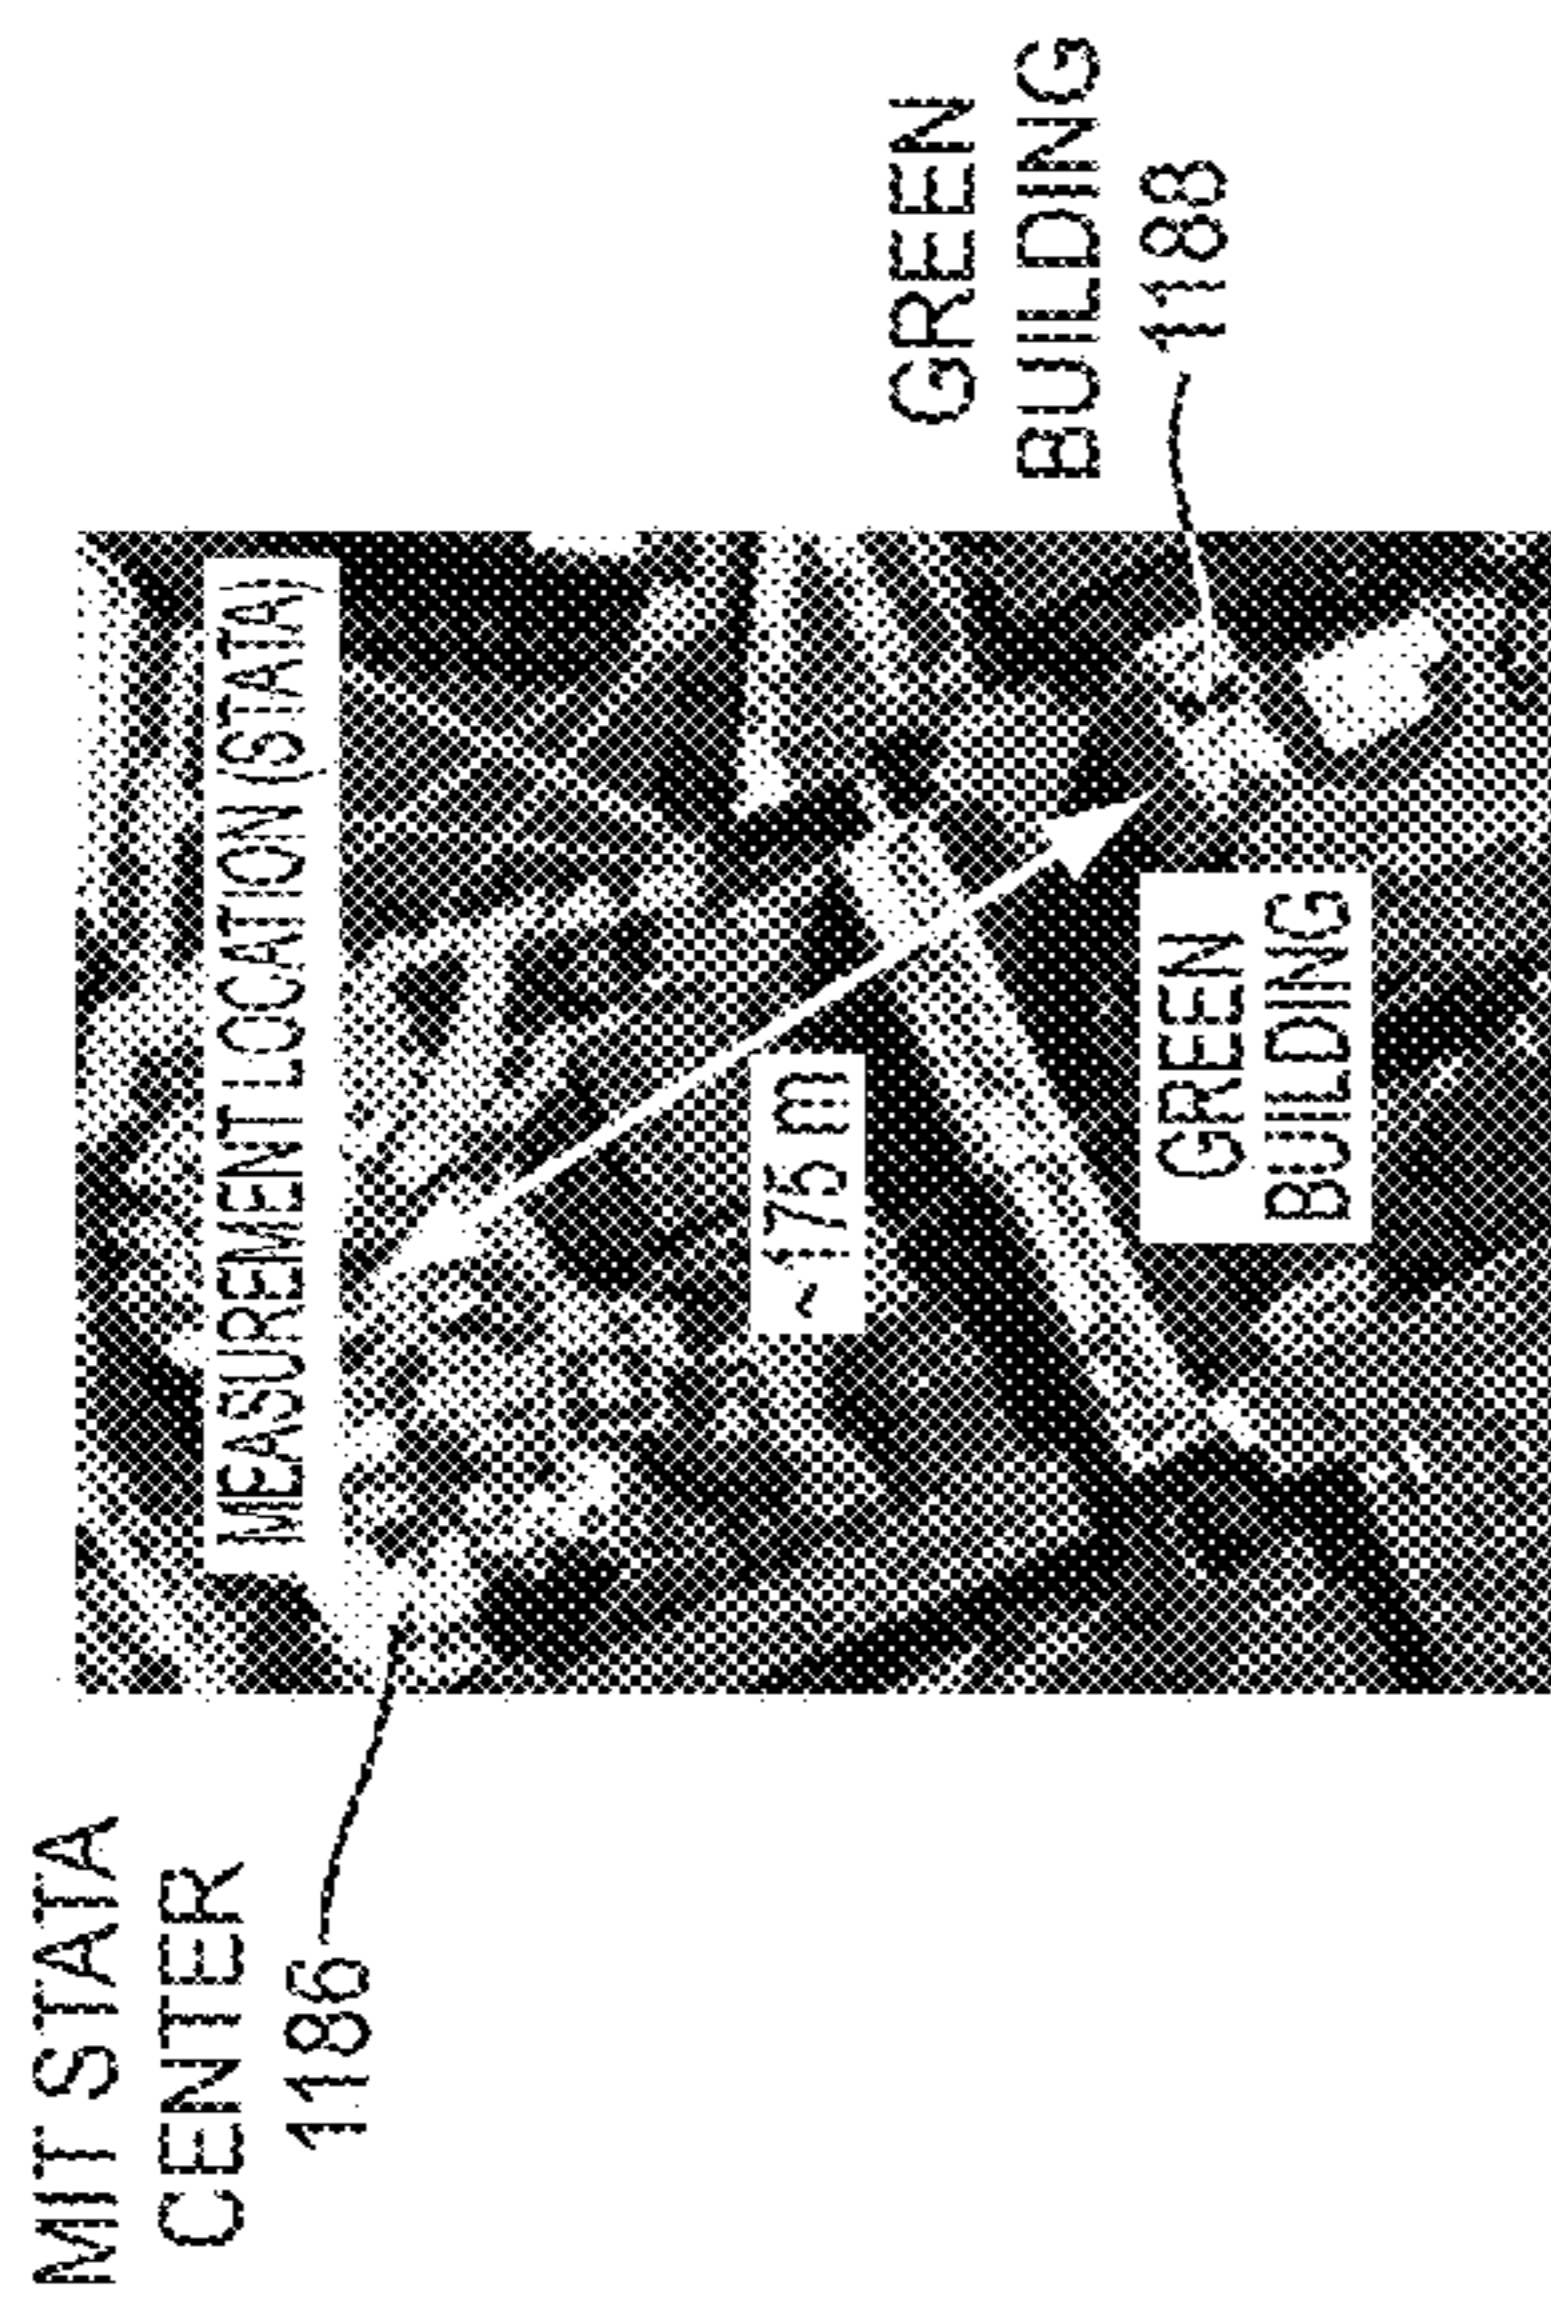 MIT STATA
CENTER
1186
MEASUREMENT LOCATION (STATA)
~175 m
GREEN
BUILDING
GREEN
BUILDING
1188